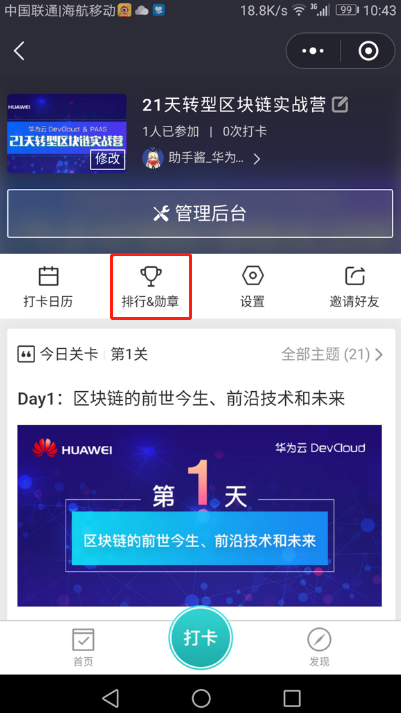 中国联通|海航移动
18.8K/s 3G 99 10:43
HUAWEI
华为云 DevCloud & PAAS
21天转型区块链实战营
修改
21天转型区块链实战营
1人已参加 | 0次打卡
助手酱_华为...
管理后台
打卡日历
排行&勋章
设置
邀请好友
今日关卡 | 第1关
全部主题 (21)
Day1：区块链的前世今生、前沿技术和未来
HUAWEI
华为云 DevCloud
第1天
区块链的前世今生、前沿技术和未来
首页
打卡
发现